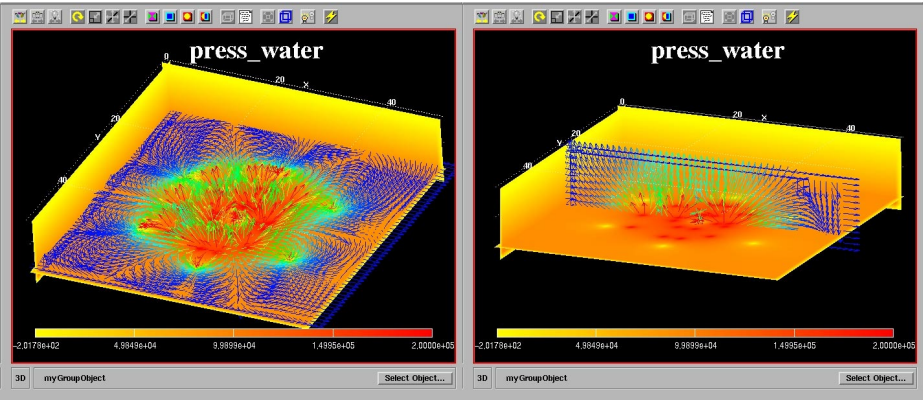 press_water
0
20
X
40
Y
20
40
-2.0178e+02 4.9849e+04 9.9899e+04 1.4995e+05 2.0000e+05
3D myGroupObject Select Object...
press_water
0
20
X
40
Y
20
40
-2.0178e+02 4.9849e+04 9.9899e+04 1.4995e+05 2.0000e+05
3D myGroupObject Select Object...